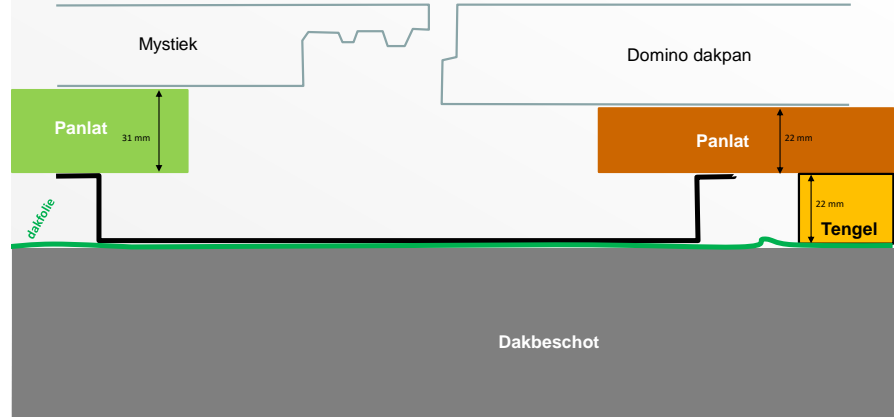 Mystiek
Domino dakpan
Panlat
31 mm
Panlat
22 mm
dakfolie
22 mm
Tengel
Dakbeschot